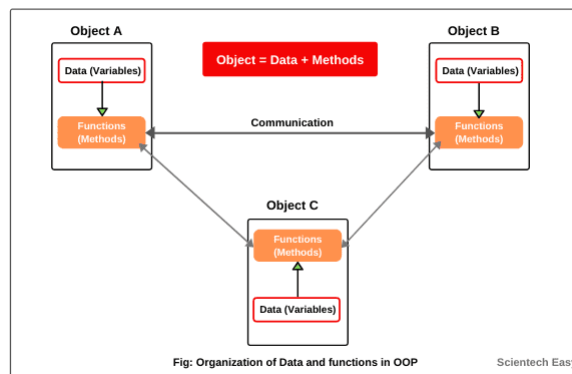 Object A
Object B
Object = Data + Methods
Data (Variables)
Data (Variables)
Functions
(Methods)
Communication
Functions
(Methods)
Object C
Functions
(Methods)
Data (Variables)
Fig: Organization of Data and functions in OOP
Scientech Easy